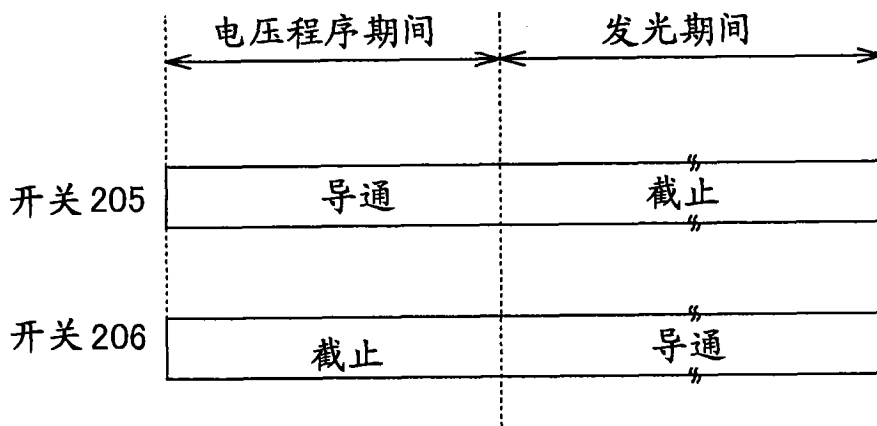 电压程序期间
发光期间
开关205
导通
截止
开关206
截止
导通